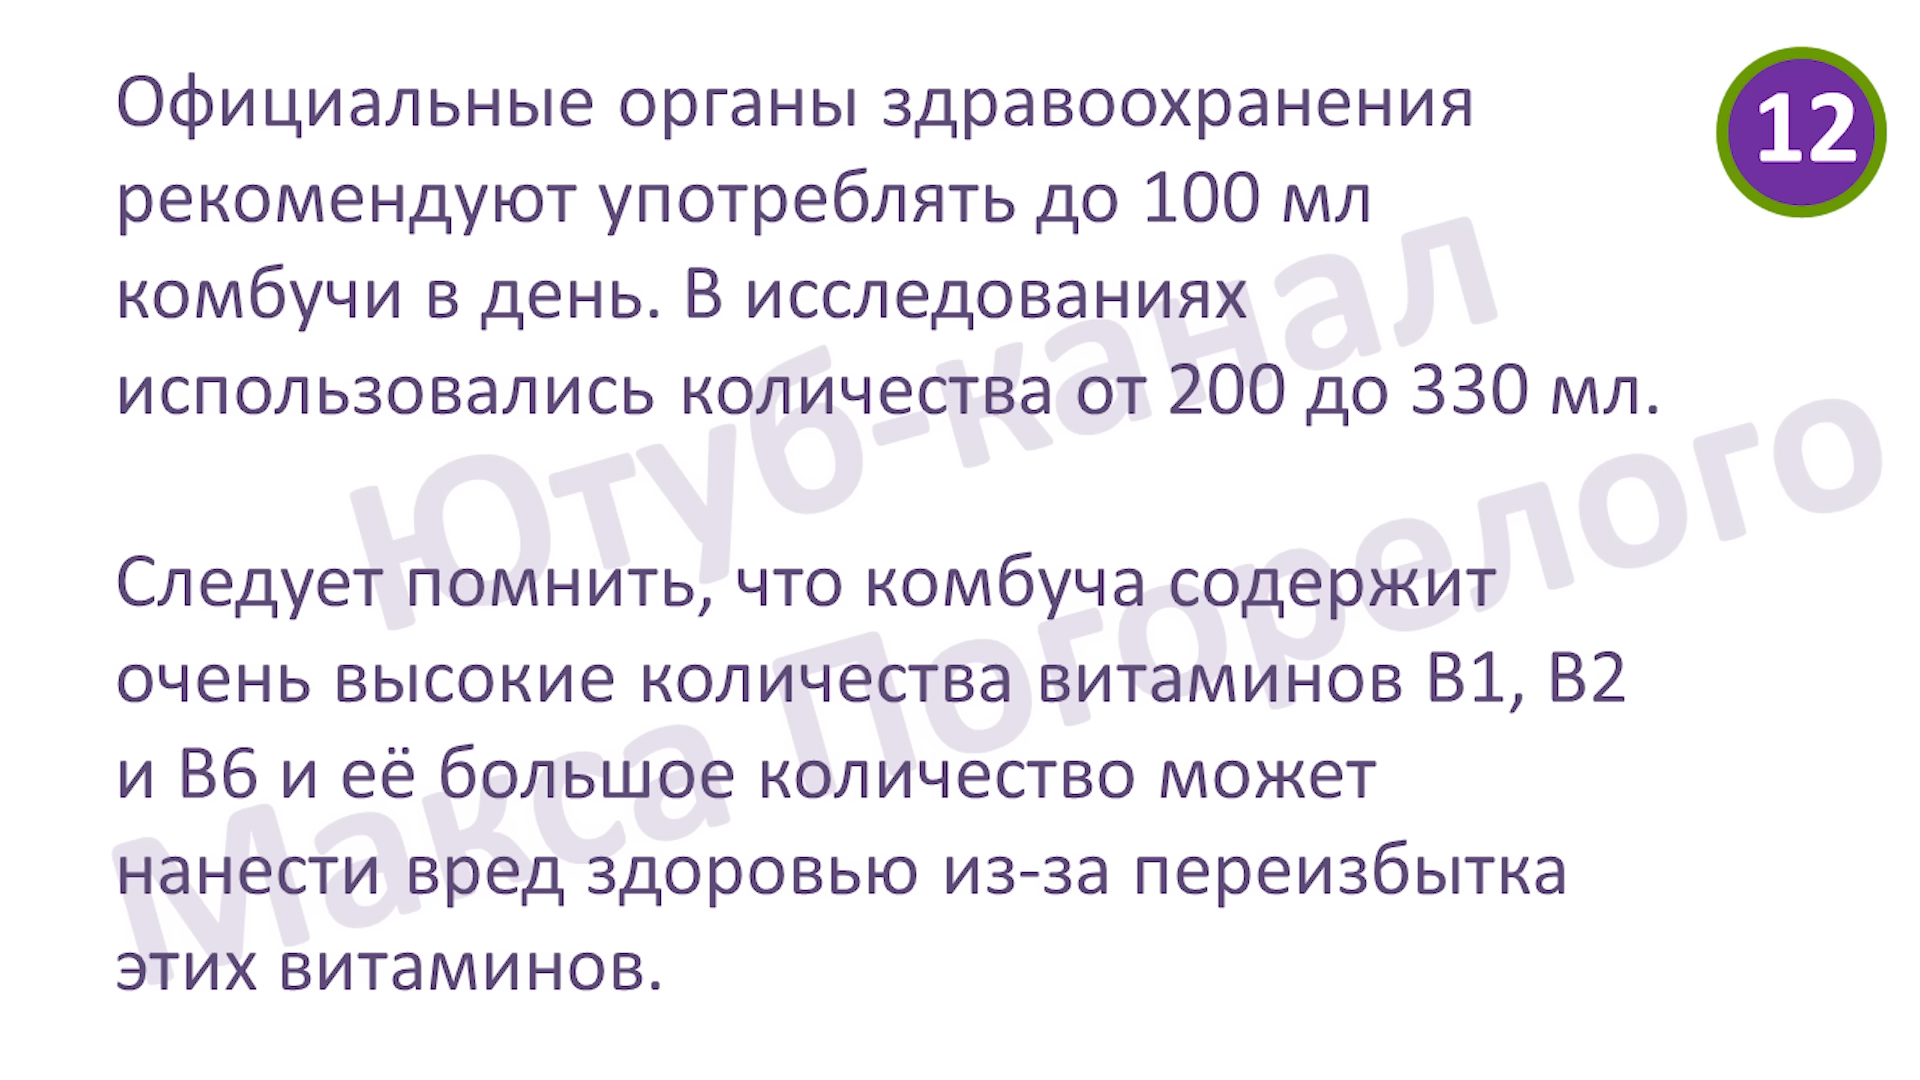 Официальные органы здравоохранения
12
рекомендуют употреблять до 100 мл
комбучи в день. В исследованиях
использовались количества от 200 до 330 мл.
Ютуб-канал
Следует помнить, что комбуча содержит
очень высокие количества витаминов В1, В2
и В6 и её большое количество может
нанести вред здоровью из-за переизбытка
этих витаминов.
Макса Погорелого